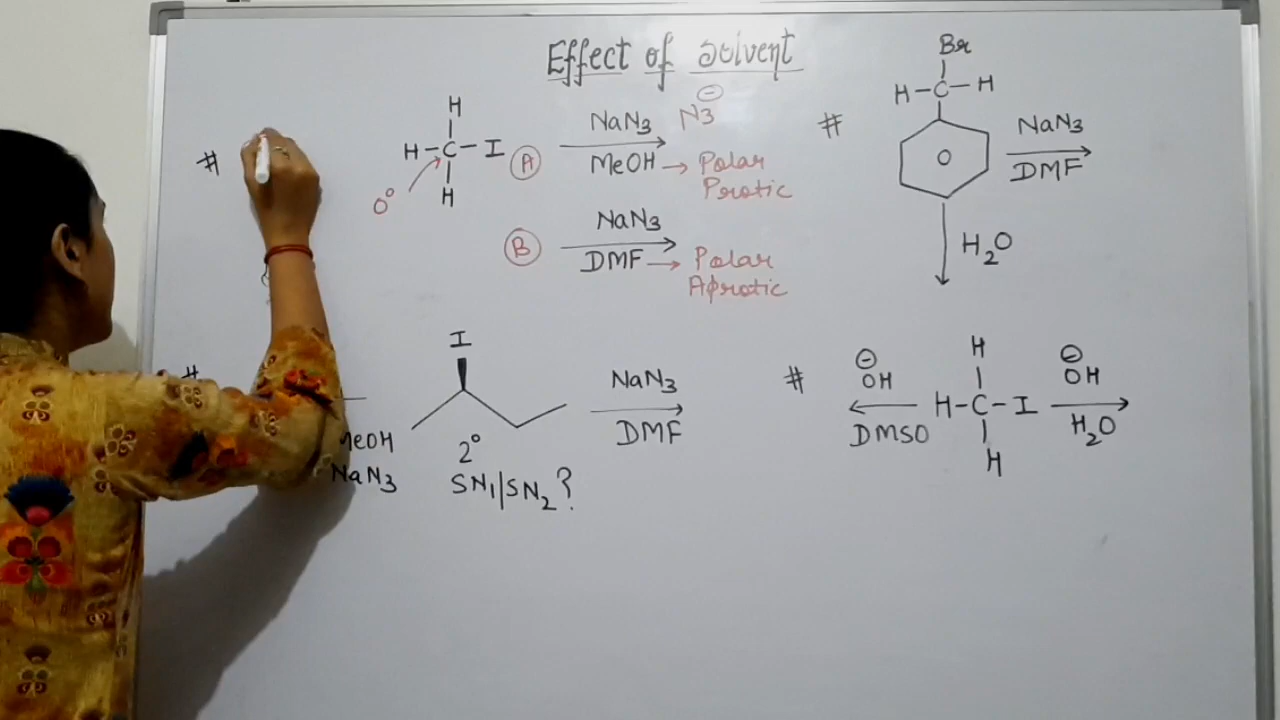 Effect of Solvent
#
H
H-C-I
H
0°
A
NaN3
MeOH → Polar
Protic
N3⊖
B
NaN3
DMF → Polar
Aprotic
#
Br
H-C-H
NaN3
DMF
H2O
#
MeOH
NaN3
I
2°
SN1/SN2?
NaN3
DMF
#
⊖
OH
DMSO
H
H-C-I
H
⊖
OH
H2O